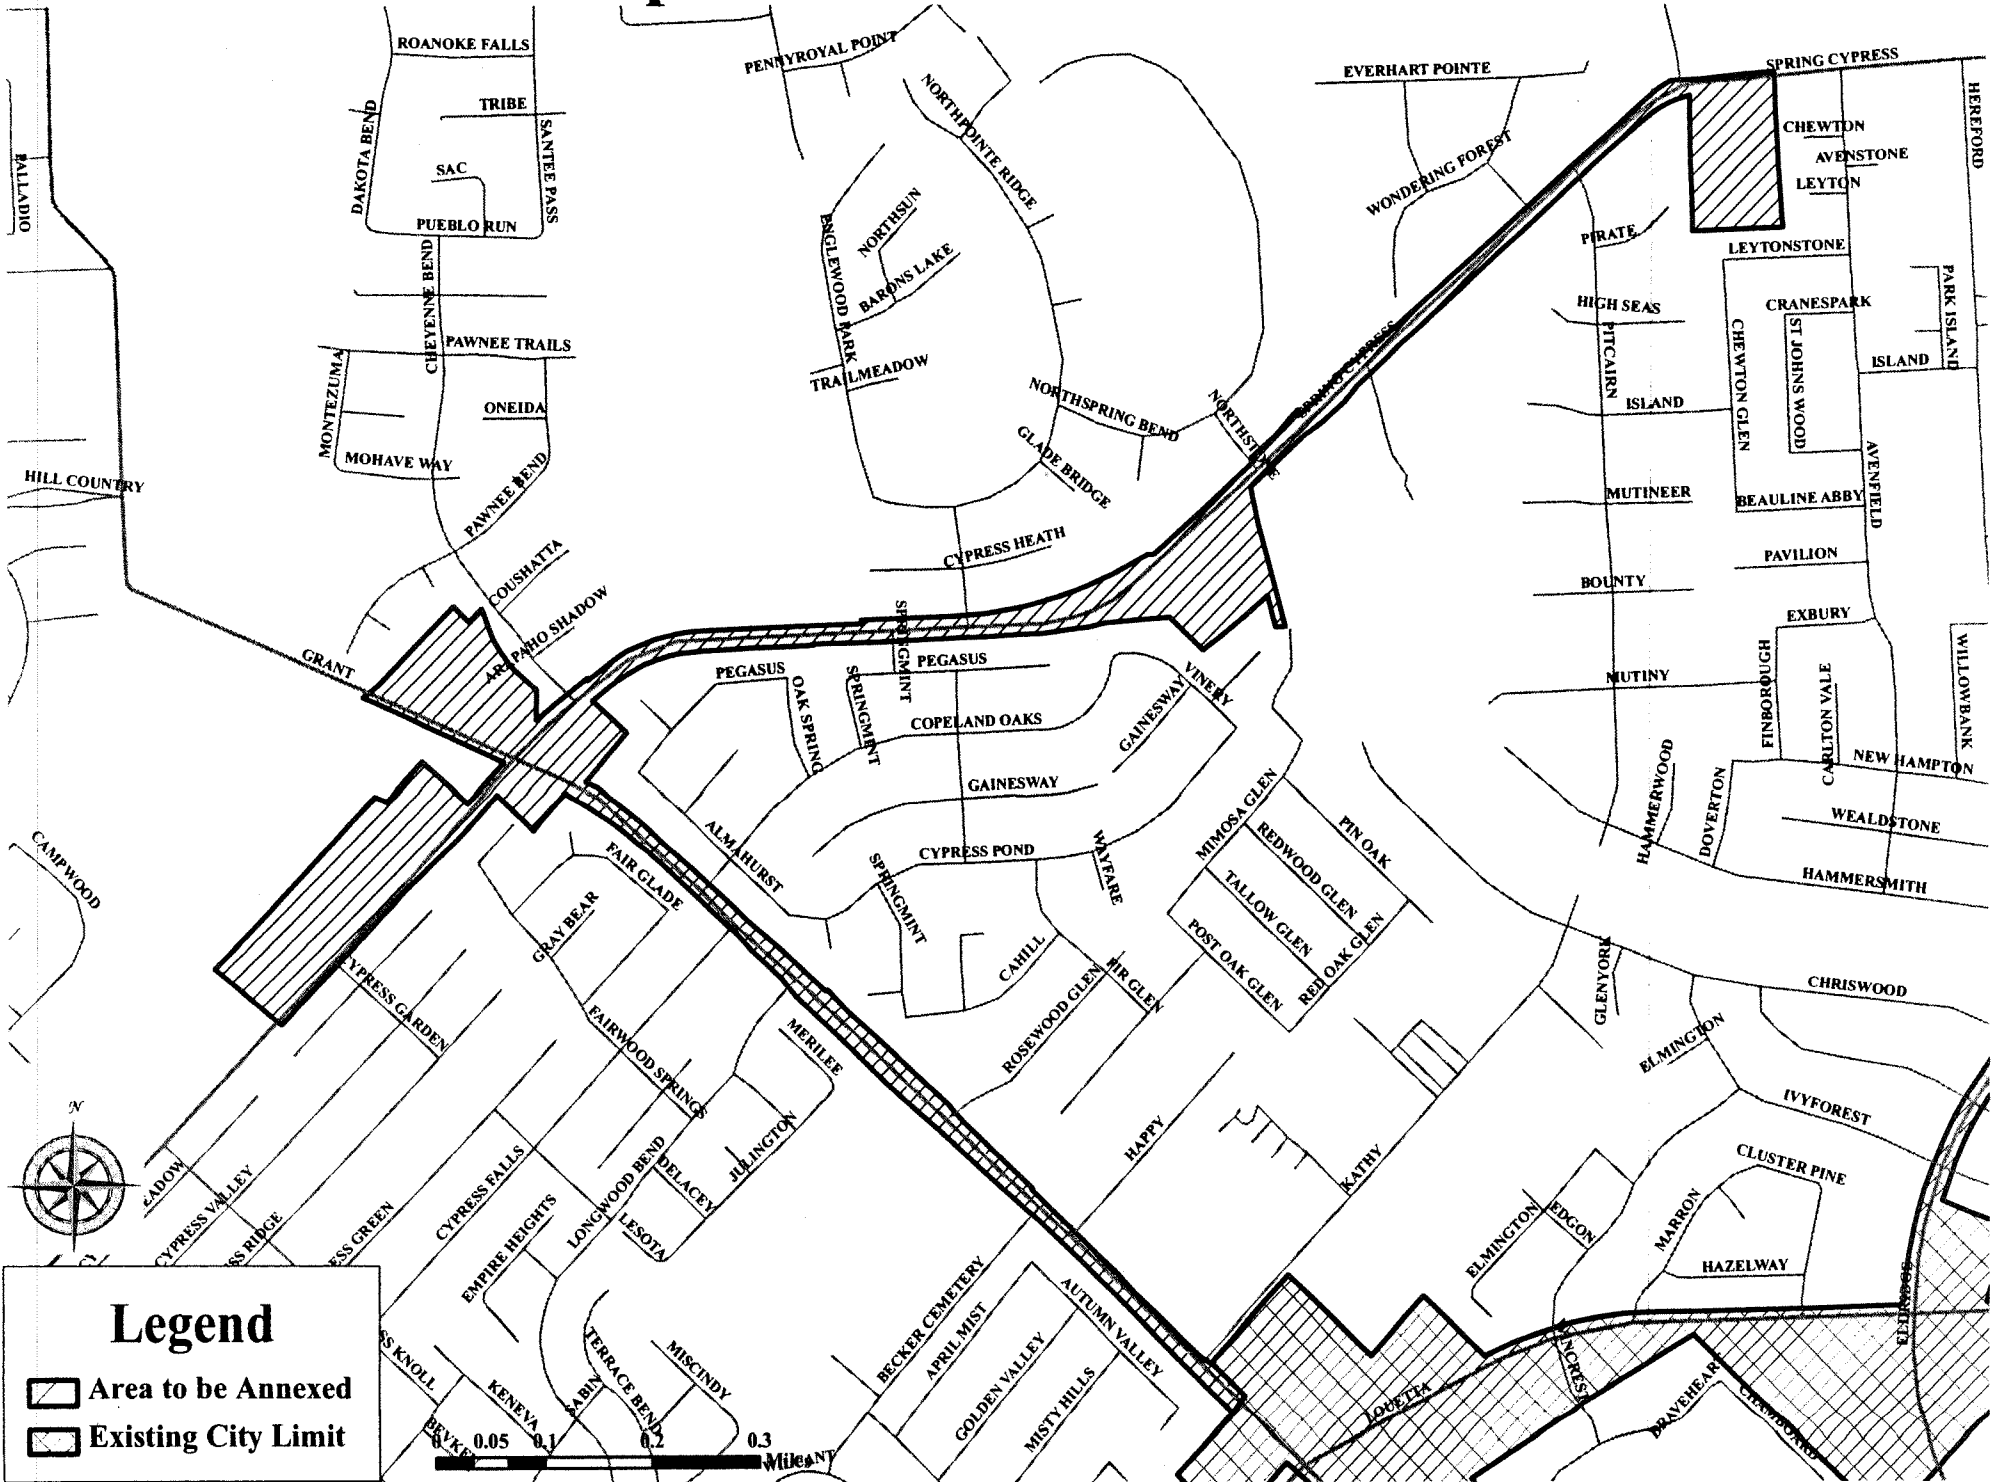 ROANOKE FALLS
PENNYROYAL POINT
EVERHART POINTE
SPRING CYPRESS
TRIBE
DAKOTA BEND
SANTEE PASS
NORTHPOINTE RIDGE
HEREFORD
CHEWTON
AVENSTONE
LEYTON
SAC
PALLADIO
WONDERING FOREST
PUEBLO RUN
NORTHSUN
ENGLEWOOD PARK
BARONS LAKE
PIRATE
LEYTONSTONE
CHEYENNE BEND
HIGH SEAS
CRANESPARK
PARK ISLAND
PITCAIRN
CHEWTON GLEN
ST JOHNS WOOD
PAWNEE TRAILS
MONTEZUMA
TRAILMEADOW
SPRING CYPRESS
ISLAND
ONEIDA
NORTHSPRING BEND
NORTHSTONE
ISLAND
GLADE BRIDGE
MOHAVE WAY
HILL COUNTRY
PAWNEE BEND
MUTINEER
BEAULINE ABBY
AVENFIELD
CYPRESS HEATH
PAVILION
COUSHATTA
BOUNTY
ARAPAHO SHADOW
SPRINGMINT
EXBURY
GRANT
PEGASUS
PEGASUS
OAK SPRING
SPRINGMINT
VINERY
GAINESWAY
MUTINY
FINBOROUGH
CARLTON VALE
WILLOWBANK
COPELAND OAKS
HAMMERWOOD
DOVERTON
NEW HAMPTON
GAINESWAY
MIMOSA GLEN
WEALDSTONE
CAMPWOOD
ALMAHURST
FAIR GLADE
CYPRESS POND
WAYFARE
REDWOOD GLEN
PIN OAK
SPRINGMINT
TALLOW GLEN
HAMMERSMITH
GRAY BEAR
POST OAK GLEN
RED OAK GLEN
CYPRESS GARDEN
CAHILL
FIR GLEN
ROSEWOOD GLEN
GLENYORK
CHRISWOOD
FAIRWOOD SPRINGS
MERILEE
ELMINGTON
N
IVYFOREST
JULINGTON
HAPPY
KATHY
CLUSTER PINE
CYPRESS VALLEY
CYPRESS FALLS
LONGWOOD BEND
DELACEY
LESOTA
EMPIRE HEIGHTS
ELMINGTON
EDGON
MARRON
HAZELWAY
BECKER CEMETERY
APRIL MIST
AUTUMN VALLEY
ELDRIDGE
Legend
Area to be Annexed
Existing City Limit
KENEVA
SABIN
TERRACE BEND
MISCINDY
GOLDEN VALLEY
MISTY HILLS
LOUETTA
0 0.05 0.1 0.2 0.3
Miles